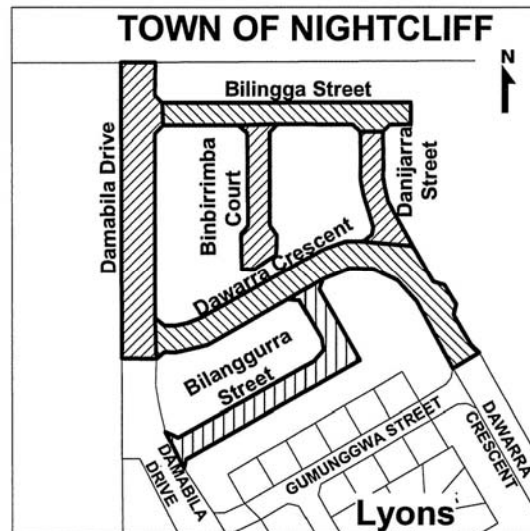 TOWN OF NIGHTCLIFF
N
Bilingga Street
Damabila Drive
Binbirrimba
Court
Danijarra
Street
Dawarra Crescent
Bilanggurra
Street
GUMUNGGWA STREET
DAMABILA
DRIVE
DAWARRA
CRESCENT
Lyons